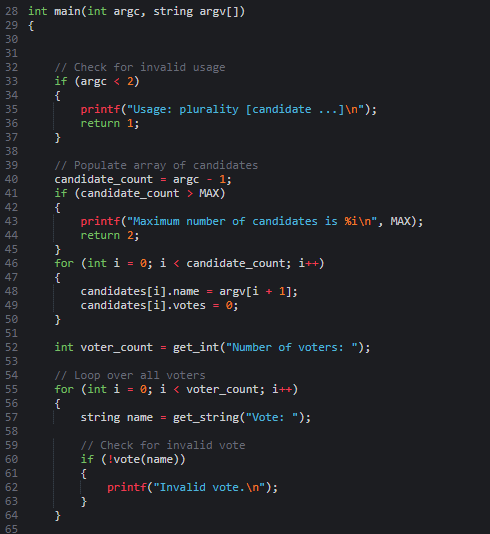 28 int main(int argc, string argv[])
29 {
30
31
32     // Check for invalid usage
33     if (argc < 2)
34     {
35         printf("Usage: plurality [candidate ...]\n");
36         return 1;
37     }
38
39     // Populate array of candidates
40     candidate_count = argc - 1;
41     if (candidate_count > MAX)
42     {
43         printf("Maximum number of candidates is %i\n", MAX);
44         return 2;
45     }
46     for (int i = 0; i < candidate_count; i++)
47     {
48         candidates[i].name = argv[i + 1];
49         candidates[i].votes = 0;
50     }
51
52     int voter_count = get_int("Number of voters: ");
53
54     // Loop over all voters
55     for (int i = 0; i < voter_count; i++)
56     {
57         string name = get_string("Vote: ");
58
59         // Check for invalid vote
60         if (!vote(name))
61         {
62             printf("Invalid vote.\n");
63         }
64     }
65